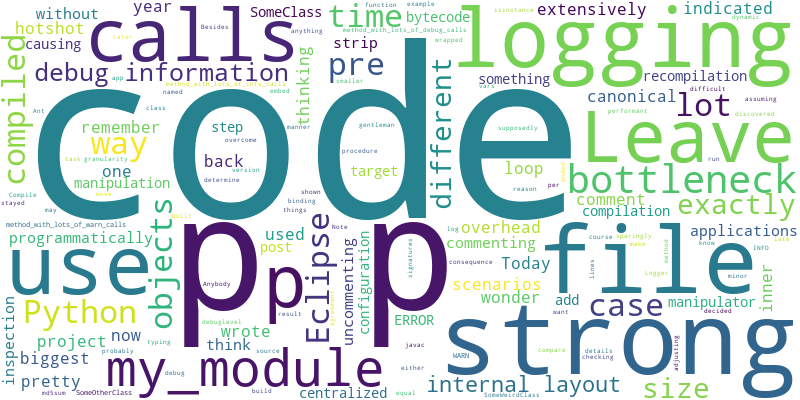 year SomeClass time bytecode extensively indicated
without calls logging
hotshot
causing
debug information
strip
pre
thinking
different
something
recompilation
canonical
lot
compiled
code
Leave
remember
step
way
one
back
manipulation
target
loop
bottleneck
comment
compilation
exactly
objects
used
overhead
commenting
applications
programmatically
use
pp
p
file
Python
Eclipse
uncommenting
configuration
post
Today
scenarios
wonder
add
case
manipulator
inner
inspection
project
now
wrote
think
ERROR
strong
biggest
pretty
my_module
centralized
internal layout
size
Besides
function
example
isinstance
dynamic
method_with_lots_of_debug_calls
Later
anything
wrapped
smaller
app
method_with_lots_of_info_calls
debug
embed
vars
difficult
Ant
class
assuming
named
manner
gentleman
supposedly
performant
overcome
discovered
task
granularity
version
procedure
run
Compile
move
determine
per
stayed
shown
reason
may
binding
method_with_lots_of_warn_calls
built
things
Note
log
course
sparingly
late
Anybody
know
INFO
consequence
make
Logger
minor
signatures
method
lines
want
result
javac
WARN
decided
debuglevel
typing
either
details
probably
source
compare
checking
adjusting
build
equal
md5sum
SomeOtherClass
SomeWeirdClass